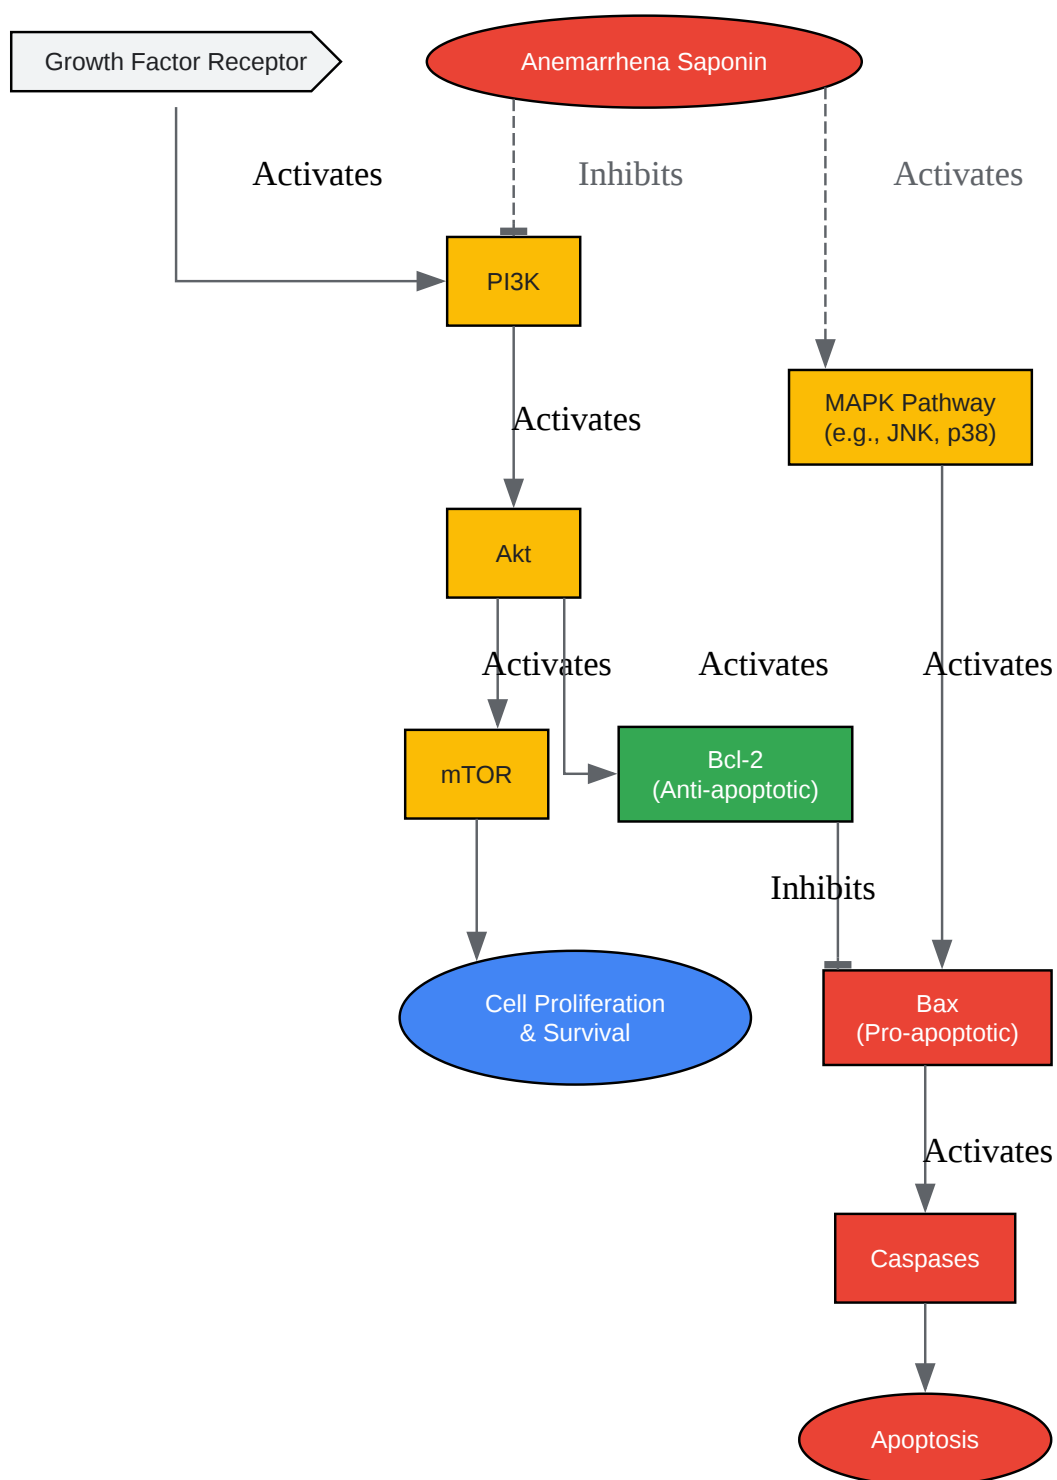 Growth Factor Receptor
Anemarrhena Saponin
Activates
Inhibits
Activates
PI3K
MAPK Pathway
(e.g., JNK, p38)
Activates
Akt
Activates
Activates
Activates
mTOR
Bcl-2
(Anti-apoptotic)
Inhibits
Cell Proliferation
& Survival
Bax
(Pro-apoptotic)
Activates
Caspases
Apoptosis